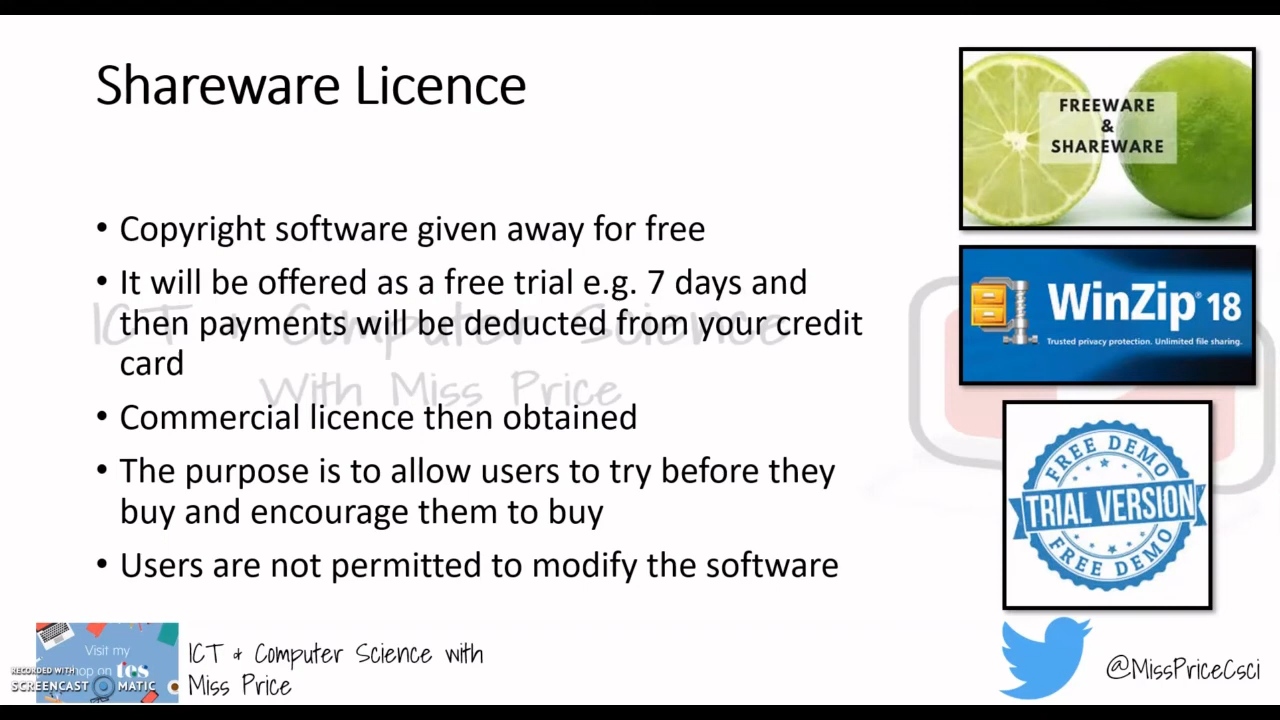 Shareware Licence
• Copyright software given away for free
• It will be offered as a free trial e.g. 7 days and
then payments will be deducted from your credit
card
• Commercial licence then obtained
• The purpose is to allow users to try before they
buy and encourage them to buy
• Users are not permitted to modify the software
ICT + Computer Science
With Miss Price
FREEWARE
&
SHAREWARE
WinZip® 18
Trusted privacy protection. Unlimited file sharing.
FREE DEMO
TRIAL VERSION
FREE DEMO
Visit my
shop on tes
RECORDED WITH
SCREENCAST MATIC
ICT + Computer Science with
Miss Price
@MissPriceCsci